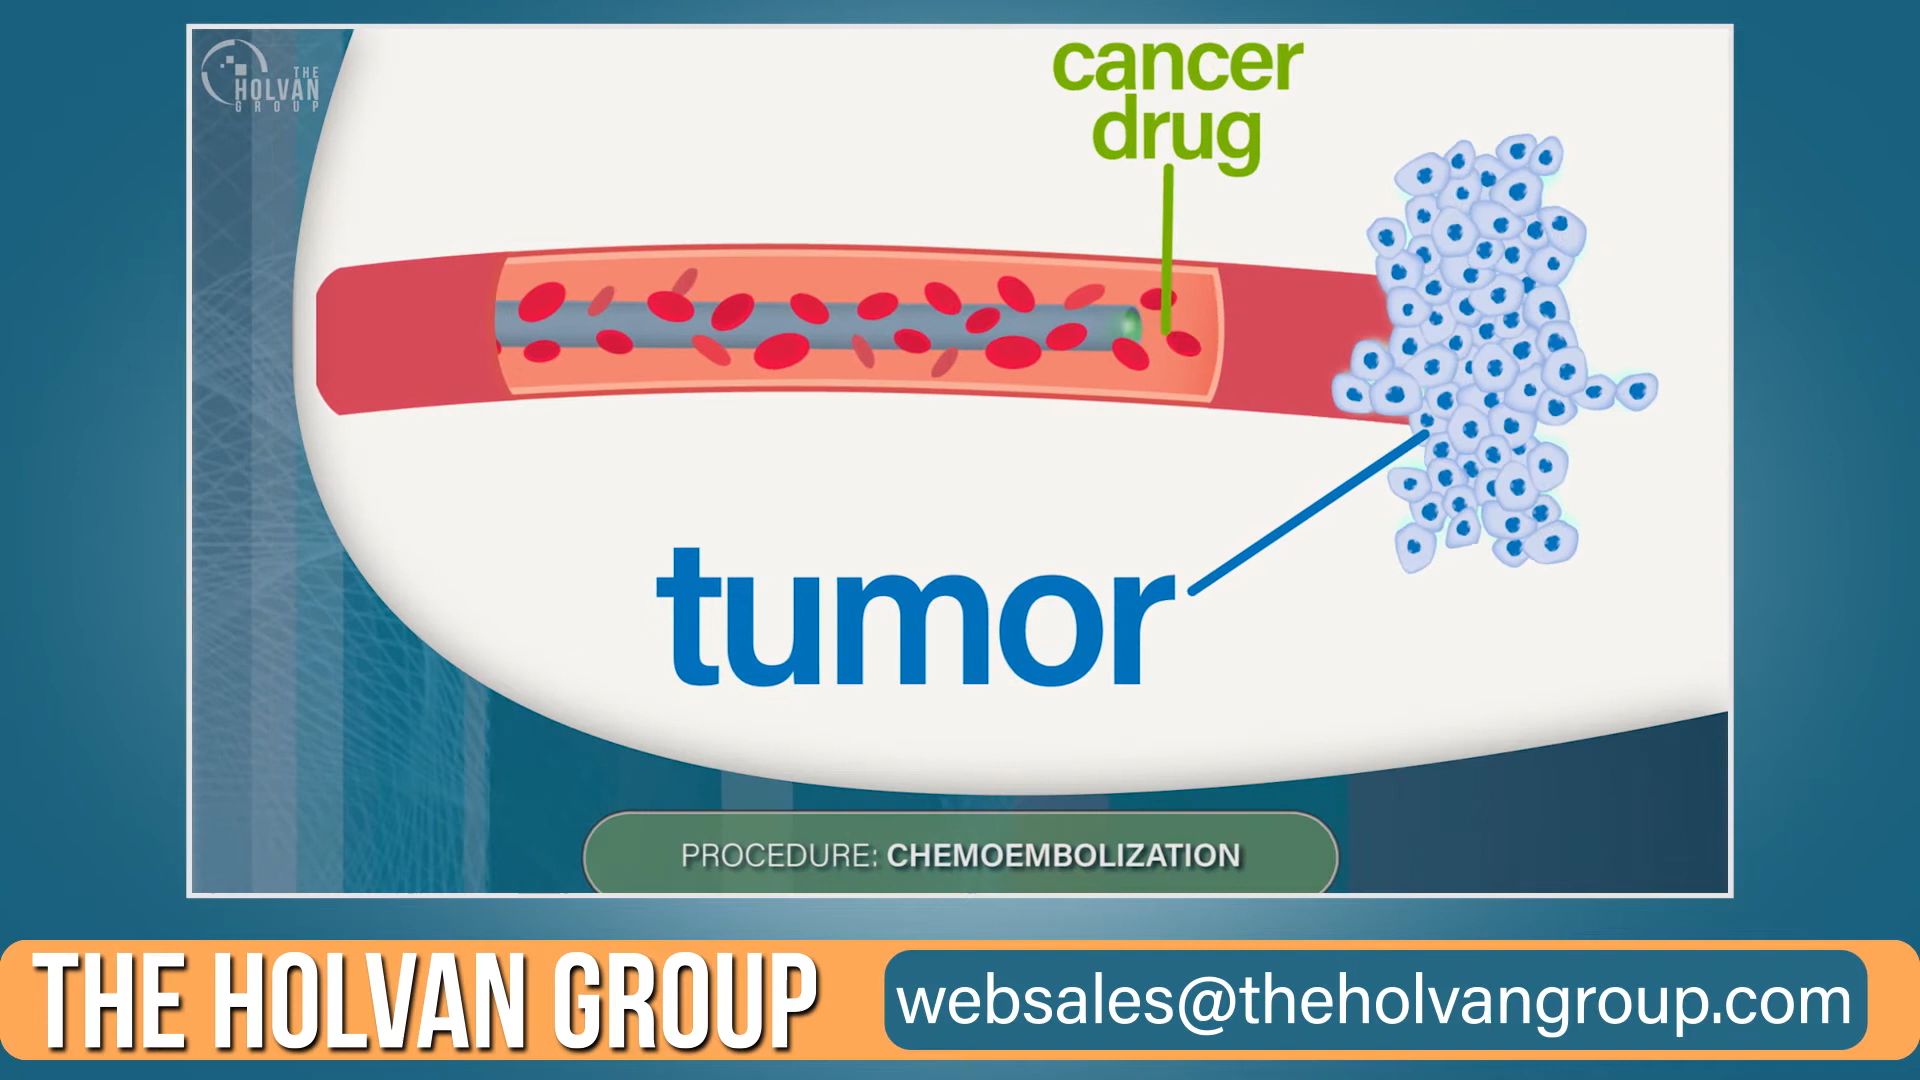 THE
HOLVAN
GROUP
cancer
drug
tumor
PROCEDURE: CHEMOEMBOLIZATION
THE HOLVAN GROUP
websales@theholvangroup.com